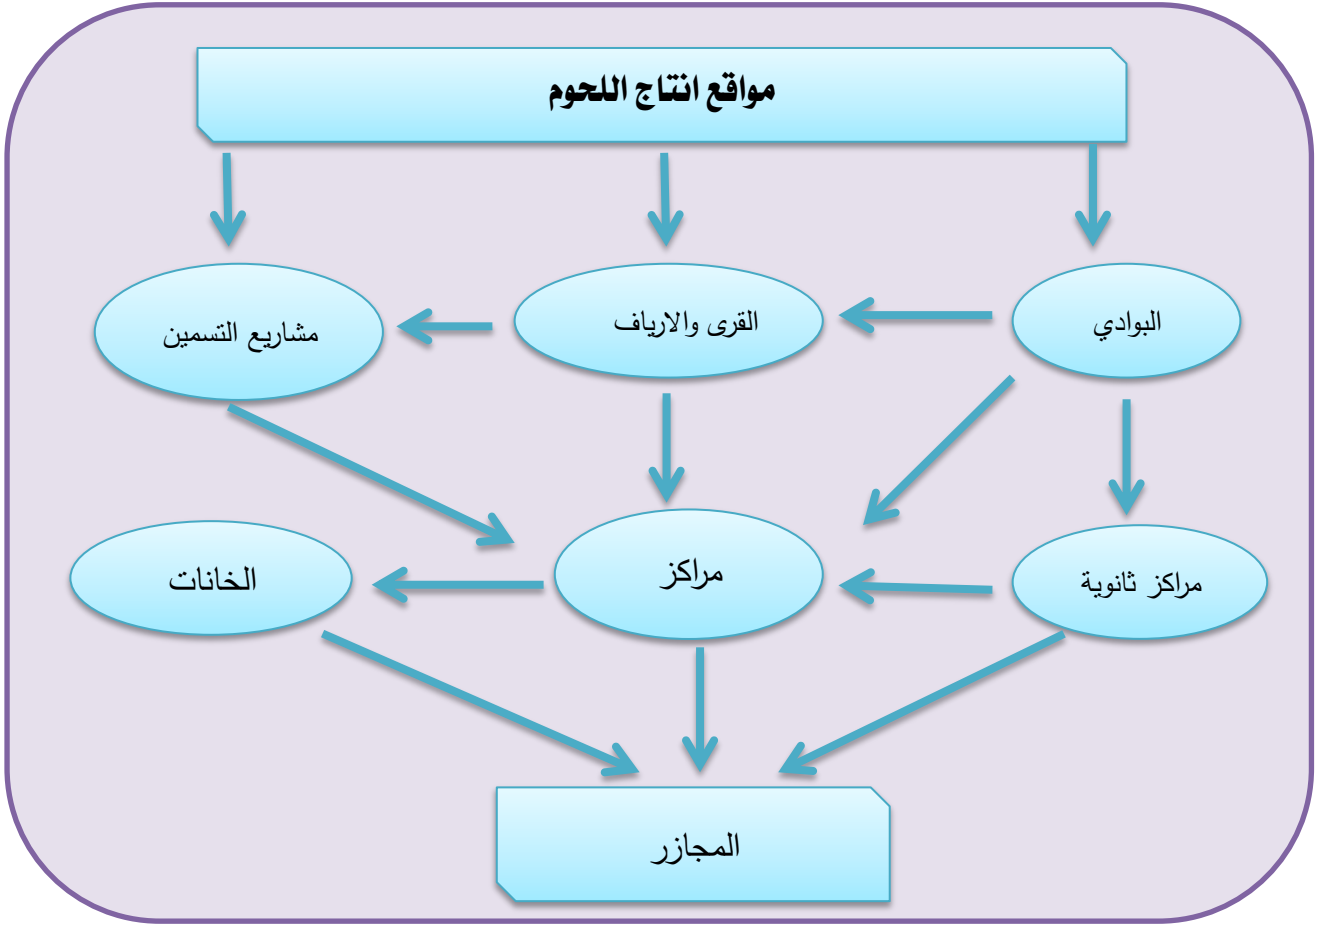 مواقع انتاج اللحوم
البوادي
القرى والارياف
مشاريع التسمين
مراكز ثانوية
مراكز
الخانات
المجازر